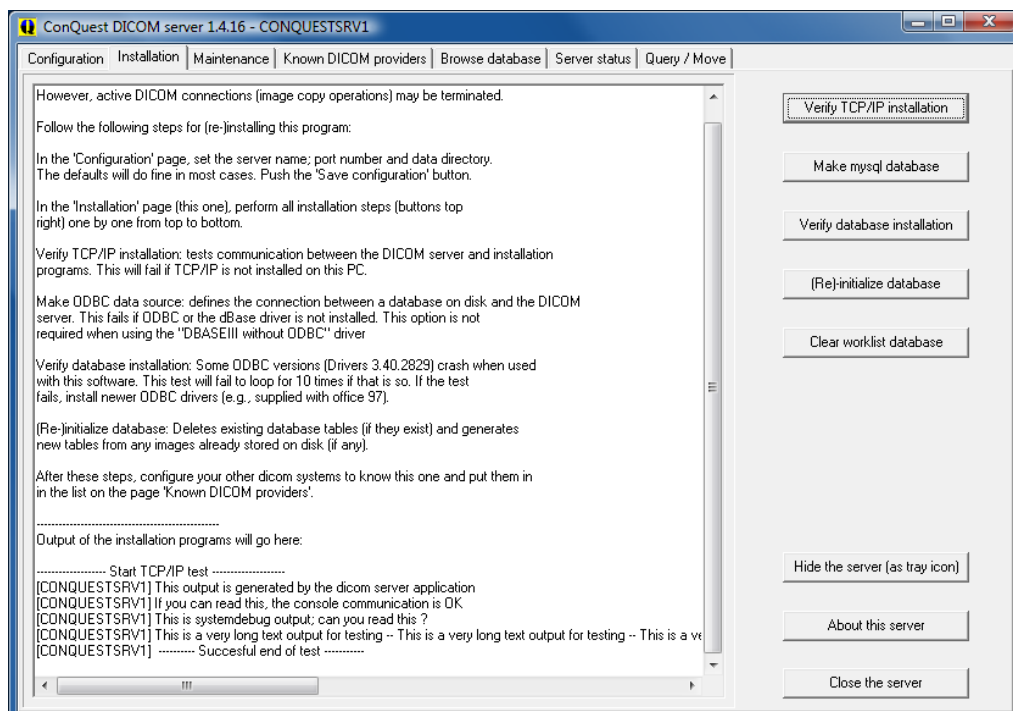 ConQuest DICOM server 1.4.16 - CONQUESTSRV1
Configuration Installation Maintenance Known DICOM providers Browse database Server status Query / Move
However, active DICOM connections (image copy operations) may be terminated.
Follow the following steps for (re-)installing this program:
In the 'Configuration' page, set the server name; port number and data directory.
The defaults will do fine in most cases. Push the 'Save configuration' button.
In the 'Installation' page (this one), perform all installation steps (buttons top
right) one by one from top to bottom.
Verify TCP/IP installation: tests communication between the DICOM server and installation
programs. This will fail if TCP/IP is not installed on this PC.
Make ODBC data source: defines the connection between a database on disk and the DICOM
server. This fails if ODBC or the dBase driver is not installed. This option is not
required when using the "DBASEIII without ODBC" driver
Verify database installation: Some ODBC versions (Drivers 3.40.2829) crash when used
with this software. This test will fail to loop for 10 times if that is so. If the test
fails, install newer ODBC drivers (e.g., supplied with office 97).
(Re-)initialize database: Deletes existing database tables (if they exist) and generates
new tables from any images already stored on disk (if any).
After these steps, configure your other dicom systems to know this one and put them in
in the list on the page 'Known DICOM providers'.
--------------------------------------------------
Output of the installation programs will go here:
------------------- Start TCP/IP test --------------------
[CONQUESTSRV1] This output is generated by the dicom server application
[CONQUESTSRV1] If you can read this, the console communication is OK
[CONQUESTSRV1] This is systemdebug output; can you read this ?
[CONQUESTSRV1] This is a very long text output for testing -- This is a very long text output for testing -- This is a ve
[CONQUESTSRV1] ---------- Succesful end of test -----------
Verify TCP/IP installation
Make mysql database
Verify database installation
(Re)-initialize database
Clear worklist database
Hide the server (as tray icon)
About this server
Close the server